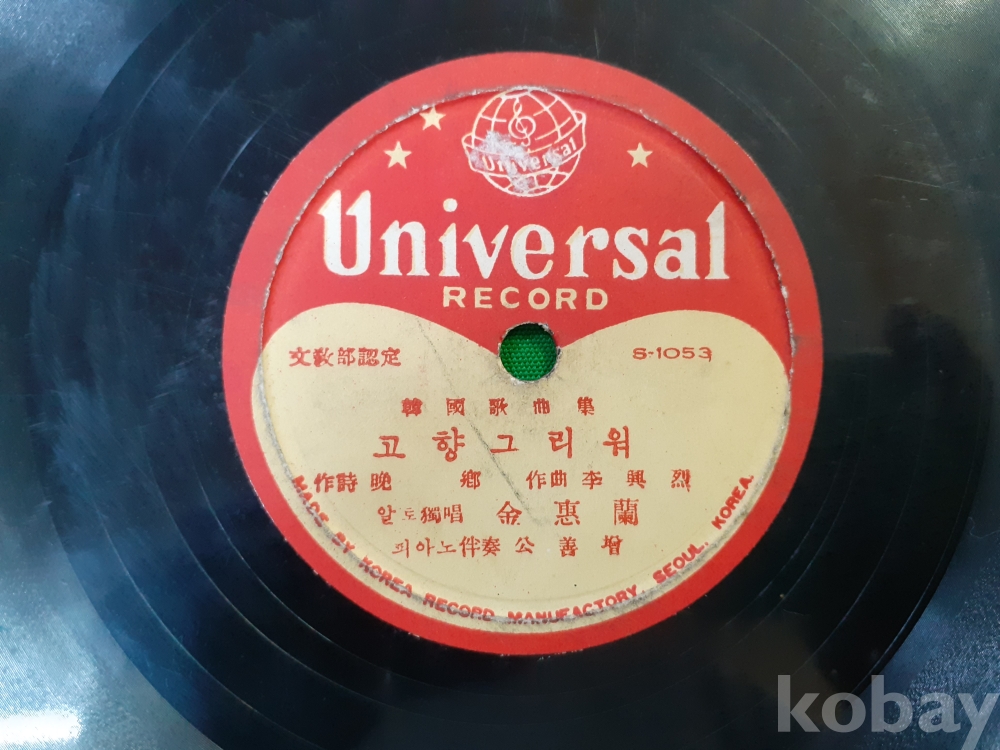 Universal
Universal
RECORD
文敎部認定 S-1053
韓國歌曲集
고향그리워
作詩 晩鄕 作曲 李興烈
알토獨唱 金惠蘭
피아노伴奏 公善增
MADE BY KOREA RECORD MANUFACTORY. SEOUL. KOREA.
kobay